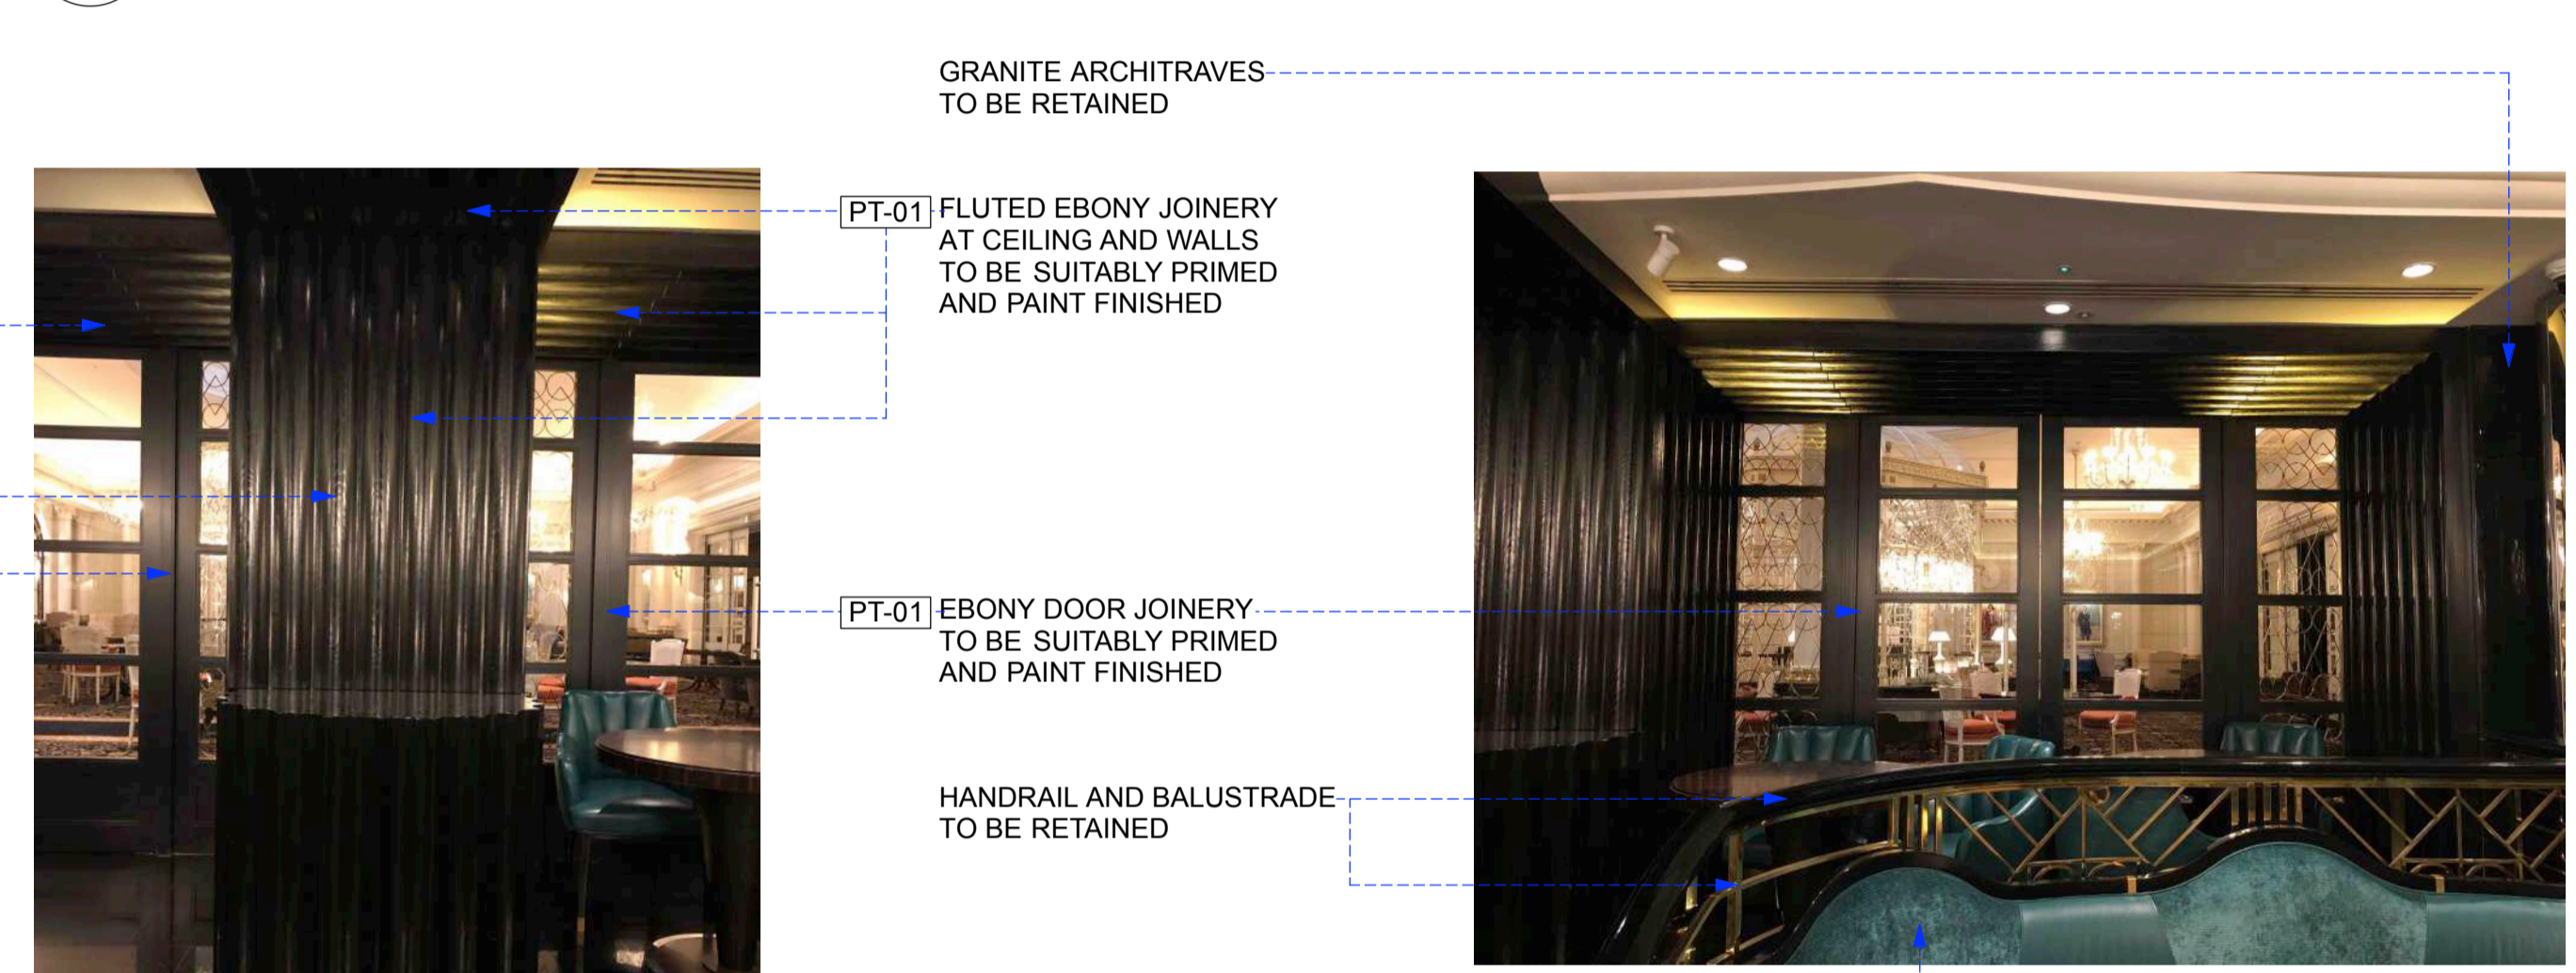 GRANITE ARCHITRAVES
TO BE RETAINED
PT-01 FLUTED EBONY JOINERY
AT CEILING AND WALLS
TO BE SUITABLY PRIMED
AND PAINT FINISHED
PT-01 EBONY DOOR JOINERY
TO BE SUITABLY PRIMED
AND PAINT FINISHED
HANDRAIL AND BALUSTRADE
TO BE RETAINED